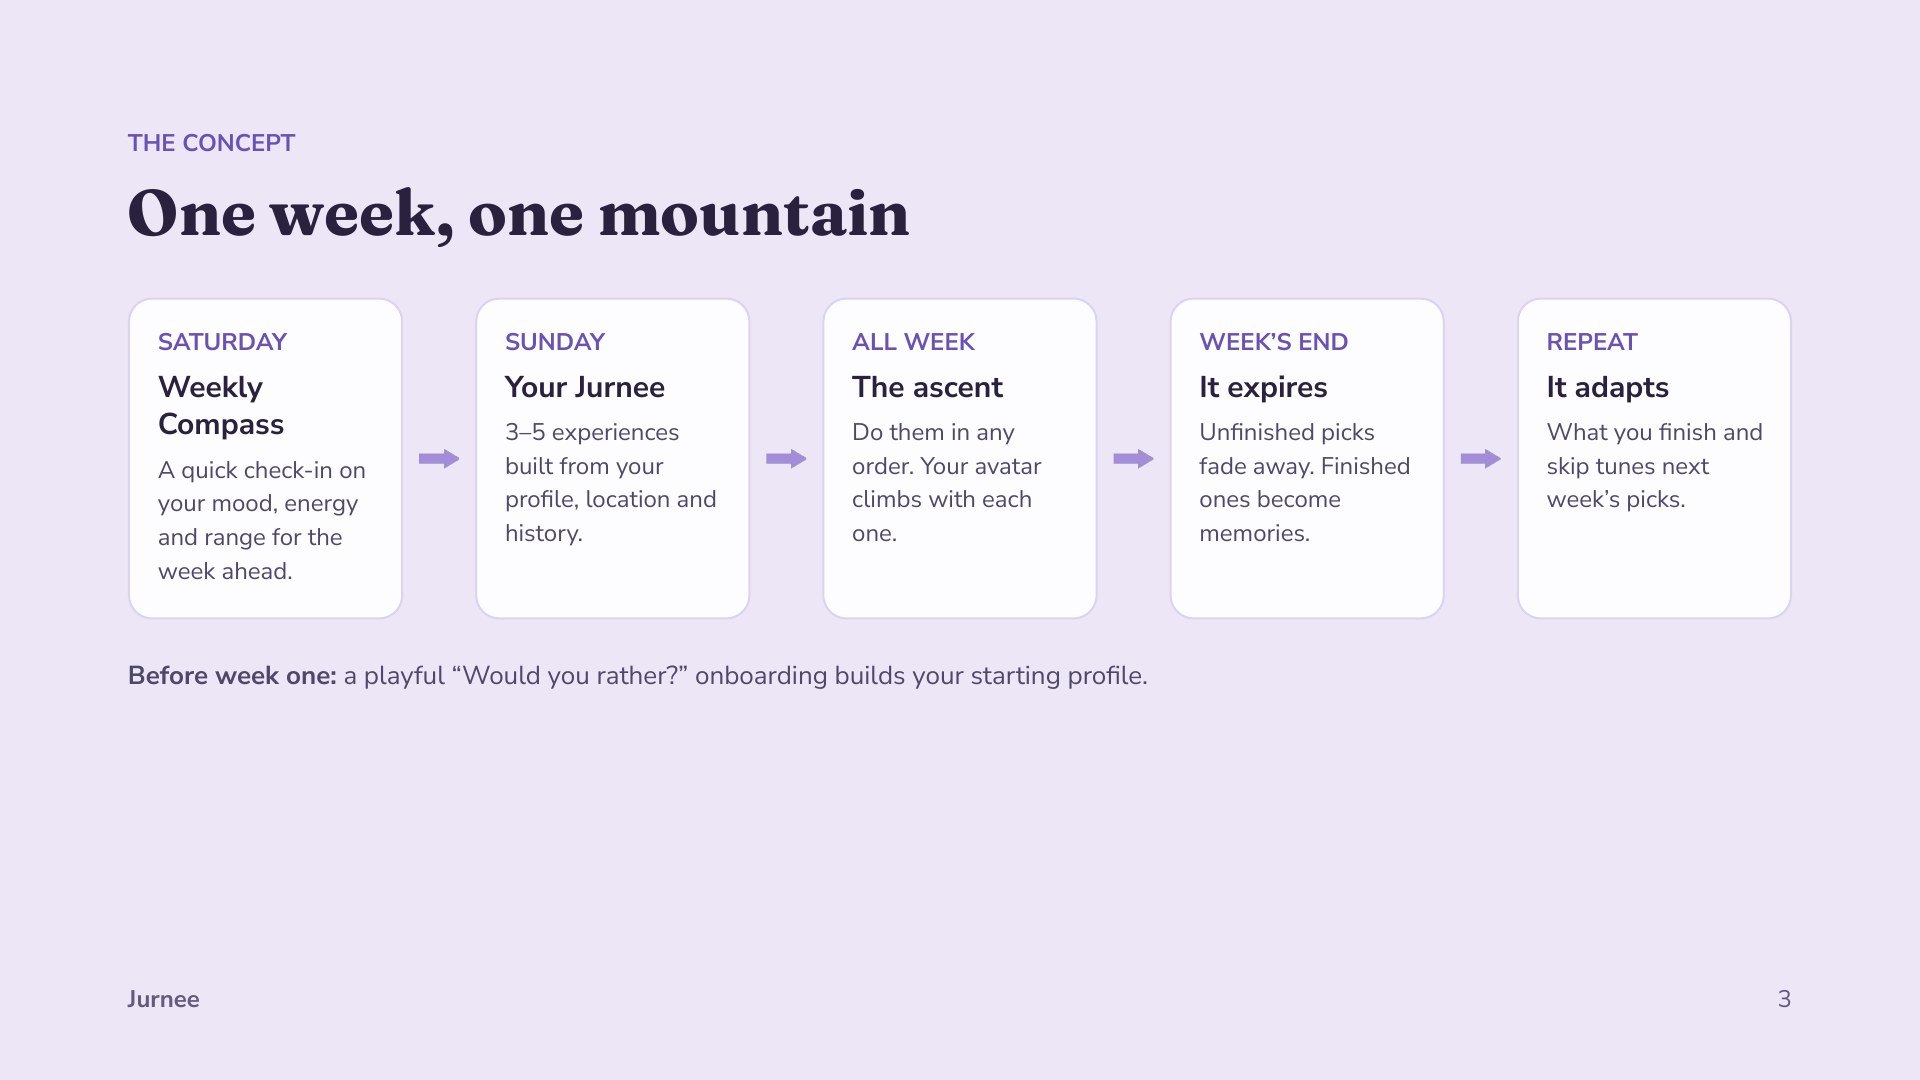 THE CONCEPT
One week, one mountain
SATURDAY
Weekly
Compass
A quick check-in on
your mood, energy
and range for the
week ahead.
SUNDAY
Your Jurnee
3–5 experiences
built from your
profile, location and
history.
ALL WEEK
The ascent
Do them in any
order. Your avatar
climbs with each
one.
WEEK’S END
It expires
Unfinished picks
fade away. Finished
ones become
memories.
REPEAT
It adapts
What you finish and
skip tunes next
week’s picks.
Before week one: a playful “Would you rather?” onboarding builds your starting profile.
Jurnee
3